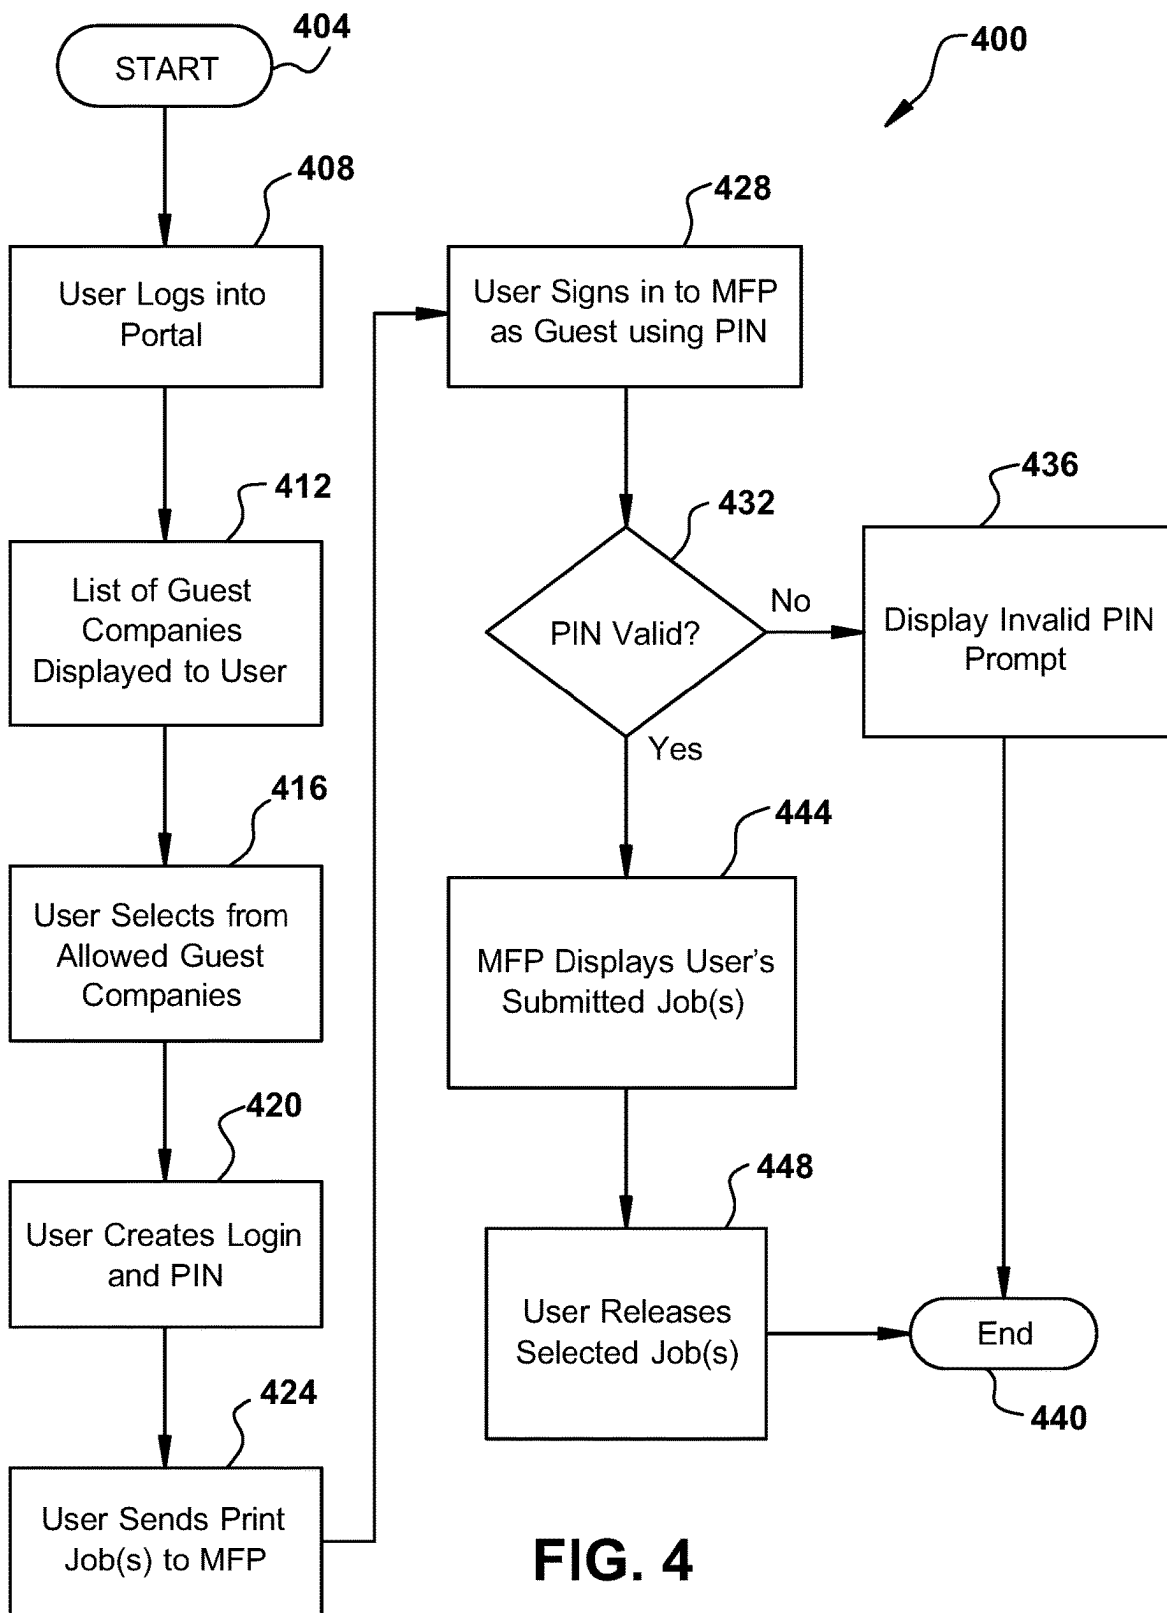 404
START
400
408
User Logs into
Portal
412
List of Guest
Companies
Displayed to User
416
User Selects from
Allowed Guest
Companies
420
User Creates Login
and PIN
424
User Sends Print
Job(s) to MFP
428
User Signs in to MFP
as Guest using PIN
432
PIN Valid?
No
Yes
436
Display Invalid PIN
Prompt
444
MFP Displays User's
Submitted Job(s)
448
User Releases
Selected Job(s)
End
440
FIG. 4